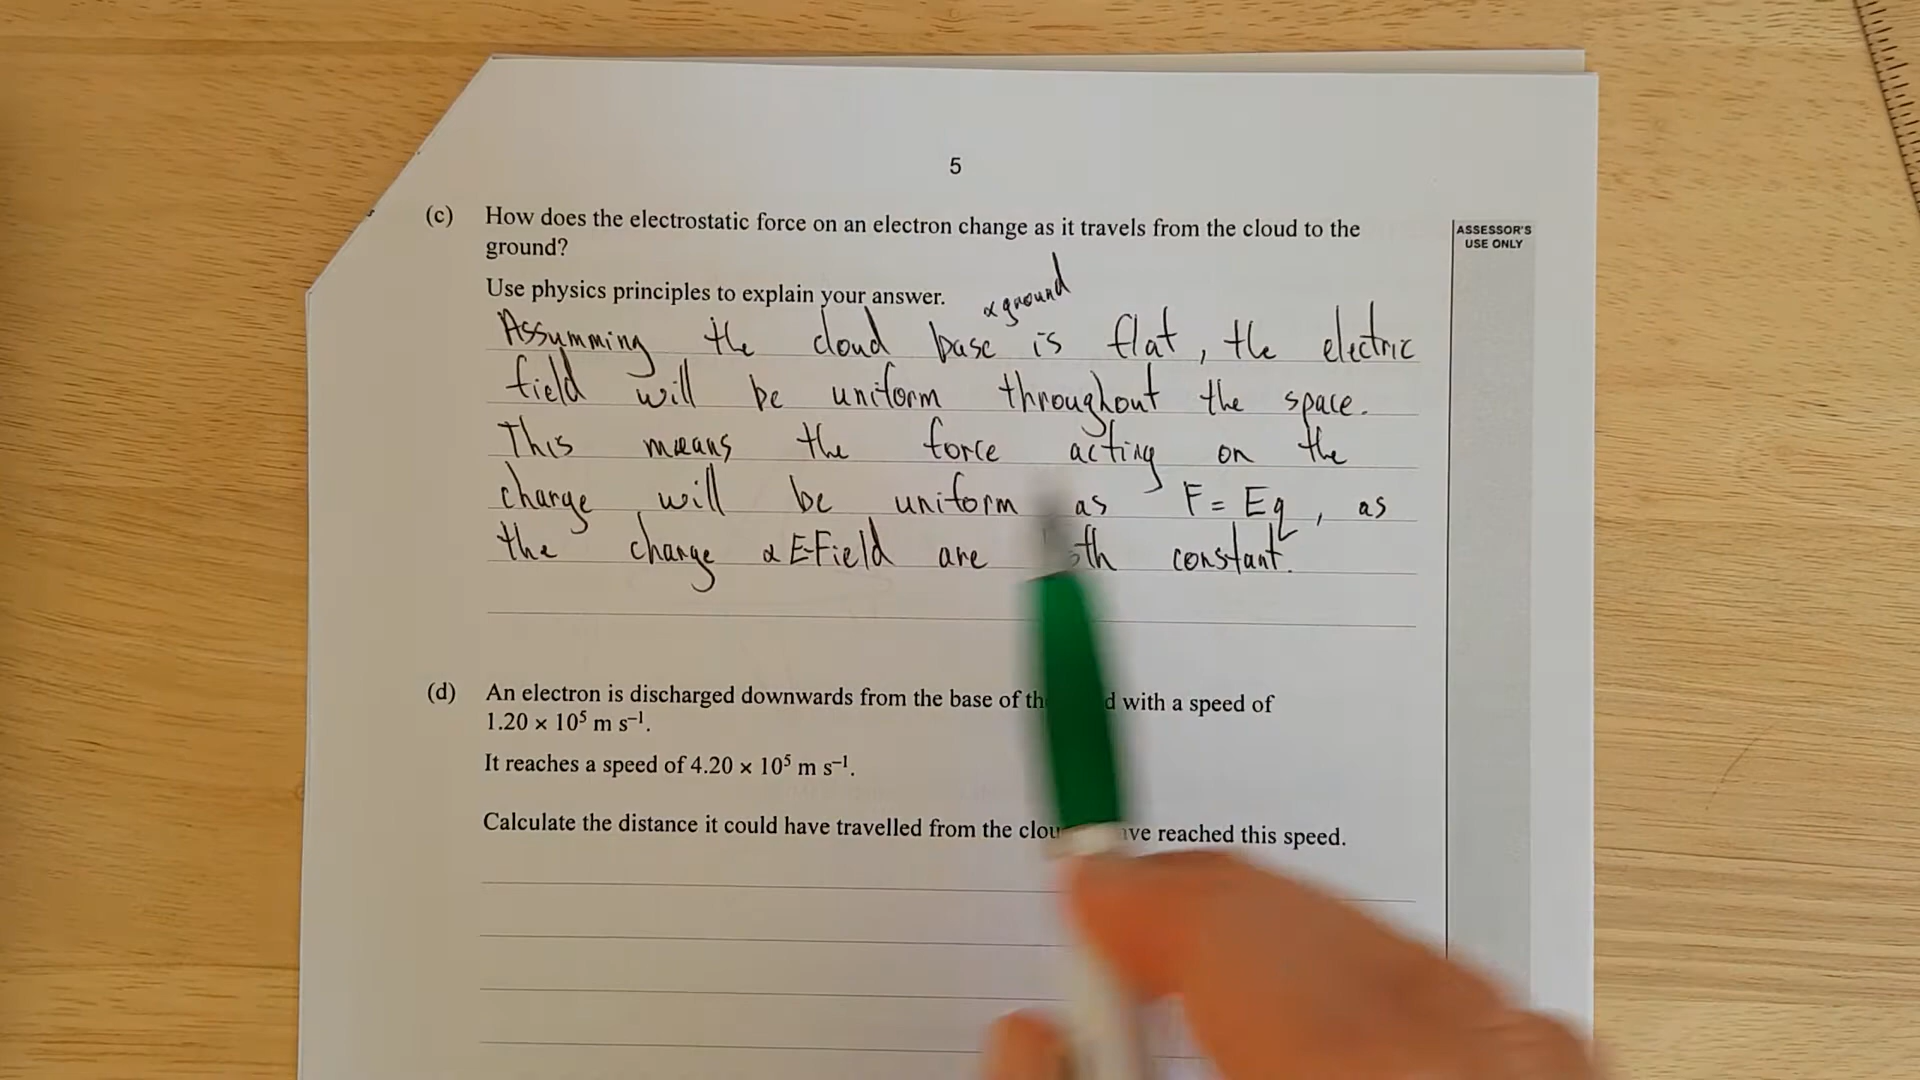 5
(c) How does the electrostatic force on an electron change as it travels from the cloud to the
ground?
ASSESSOR'S
USE ONLY
Use physics principles to explain your answer.
& ground
Assumming the cloud base is flat, the electric
field will be uniform throughout the space.
This means the force acting on the
charge will be uniform as F = Eq, as
the charge & E-Field are constant.
(d) An electron is discharged downwards from the base of with a speed of
1.20 × 10⁵ m s⁻¹.
It reaches a speed of 4.20 × 10⁵ m s⁻¹.
Calculate the distance it could have travelled from the reached this speed.